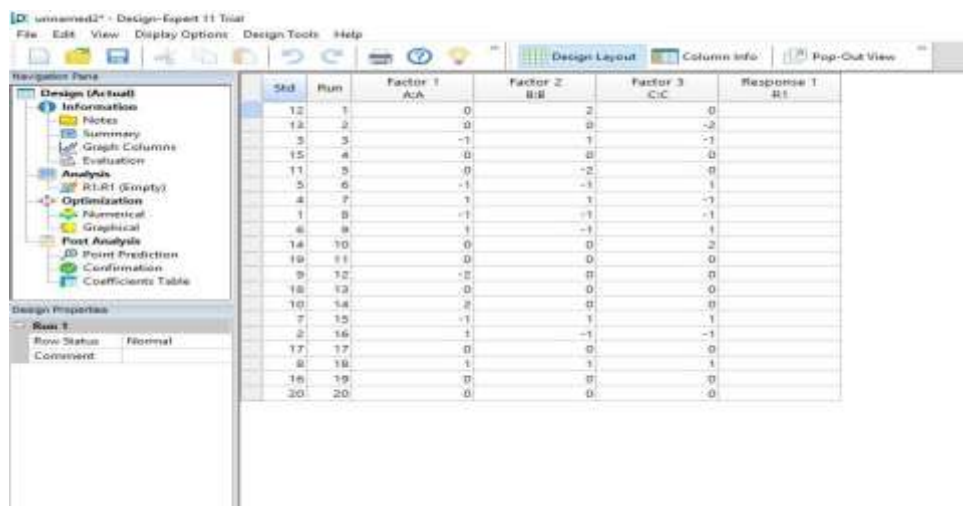 unnamed2* - Design-Expert 11 Trial
File Edit View Display Options Design Tools Help
Design Layout Column Info Pop-Out View
Navigation Pane
Design (Actual)
Information
Notes
Summary
Graph Columns
Evaluation
Analysis
R1:R1 (Empty)
Optimization
Numerical
Graphical
Post Analysis
Point Prediction
Confirmation
Coefficients Table
Design Properties
Run 1
Row Status Normal
Comment
Std Run Factor 1 A:A Factor 2 B:B Factor 3 C:C Response 1 R1
12 1 0 2 0
13 2 0 0 -2
3 3 -1 1 -1
15 4 0 0 0
11 5 0 -2 0
5 6 -1 -1 1
4 7 1 1 -1
1 8 -1 -1 -1
6 9 1 -1 1
14 10 0 0 2
19 11 0 0 0
9 12 -2 0 0
18 13 0 0 0
10 14 2 0 0
7 15 -1 1 1
2 16 1 -1 -1
17 17 0 0 0
8 18 1 1 1
16 19 0 0 0
20 20 0 0 0